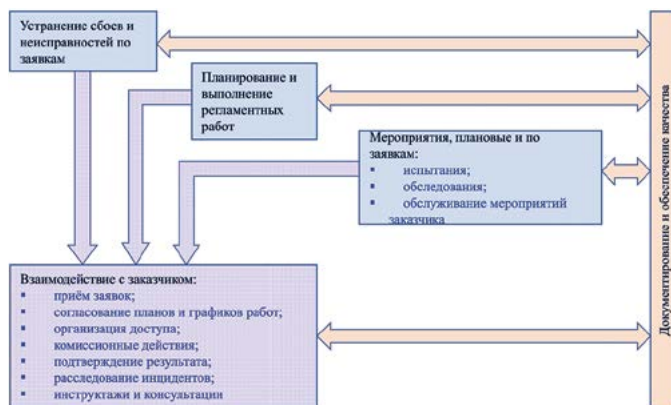 Устранение сбоев и
неисправностей по
заявкам
Планирование и
выполнение
регламентных
работ
Мероприятия, плановые и по
заявкам:
▪ испытания;
▪ обследования;
▪ обслуживание мероприятий
заказчика
Взаимодействие с заказчиком:
▪ приём заявок;
▪ согласование планов и графиков работ;
▪ организация доступа;
▪ комиссионные действия;
▪ подтверждение результата;
▪ расследование инцидентов;
▪ инструктажи и консультации
Документирование и обеспечение качества